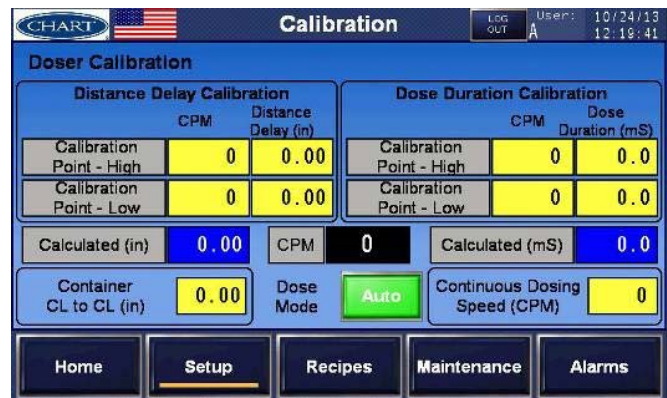 CHART
Calibration
LOG OUT
User:
A
10/24/13
12:19:41
Doser Calibration
Distance Delay Calibration
CPM
Distance Delay (in)
Calibration Point - High
0
0.00
Calibration Point - Low
0
0.00
Dose Duration Calibration
CPM
Dose Duration (mS)
Calibration Point - High
0
0.0
Calibration Point - Low
0
0.0
Calculated (in)
0.00
CPM
0
Calculated (mS)
0.0
Container CL to CL (in)
0.00
Dose Mode
Auto
Continuous Dosing Speed (CPM)
0
Home
Setup
Recipes
Maintenance
Alarms